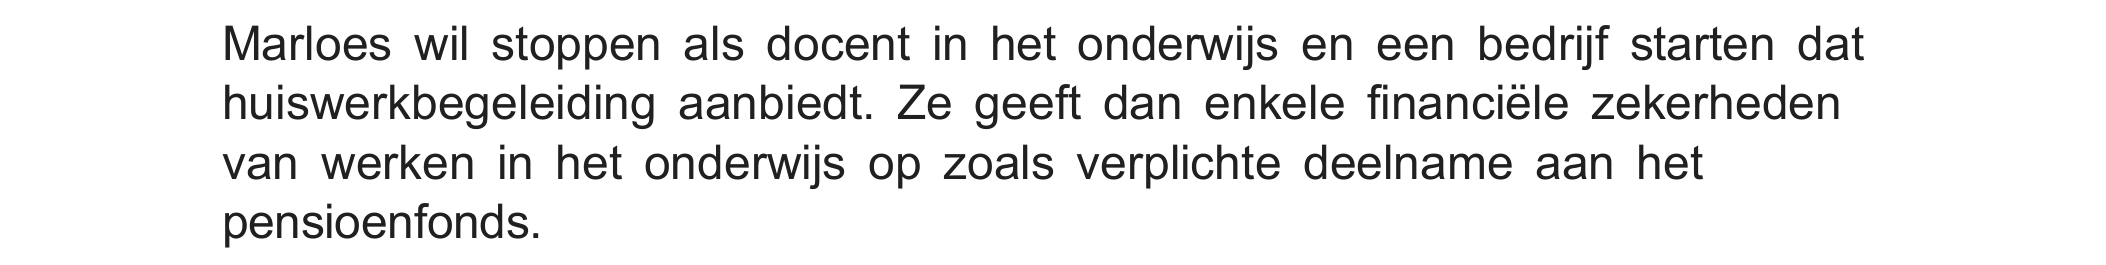 Marloes wil stoppen als docent in het onderwijs en een bedrijf starten dat
huiswerkbegeleiding aanbiedt. Ze geeft dan enkele financiële zekerheden
van werken in het onderwijs op zoals verplichte deelname aan het
pensioenfonds.